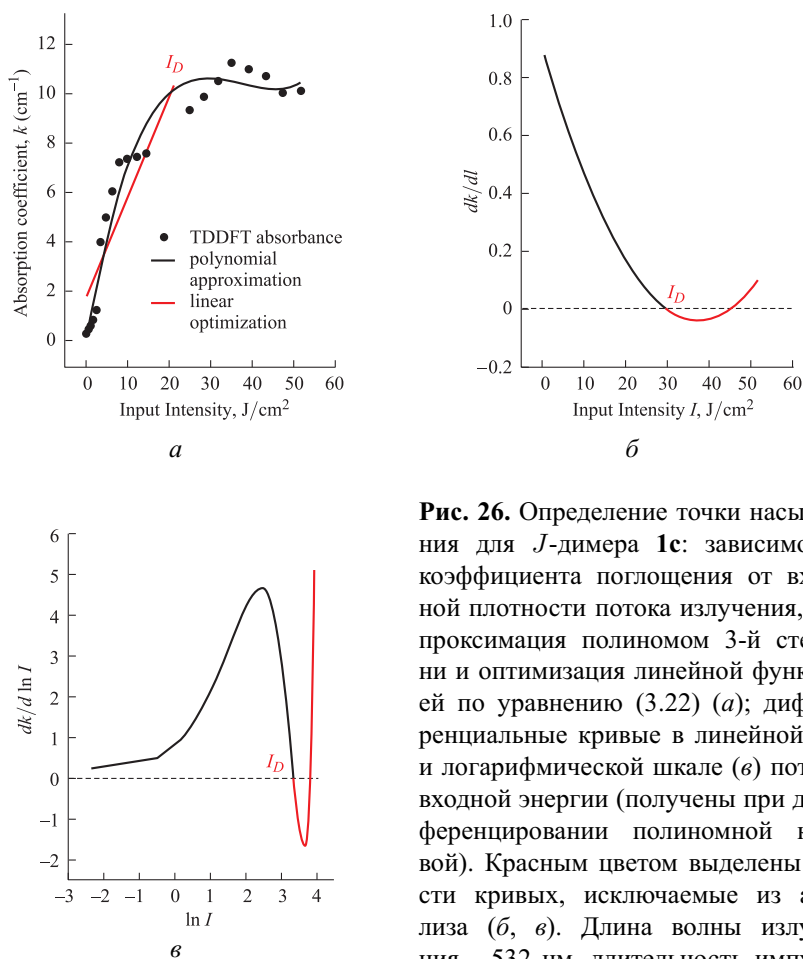 Absorption coefficient, k (cm⁻¹)
12
10
8
6
4
2
0
I_D
TDDFT absorbance
polynomial
approximation
linear
optimization
0 10 20 30 40 50 60
Input Intensity, J/cm²
а
dk/dI
1.0
0.8
0.6
0.4
0.2
0
−0.2
I_D
0 10 20 30 40 50 60
Input Intensity I, J/cm²
б
dk/d ln I
6
5
4
3
2
1
0
−1
−2
I_D
−3 −2 −1 0 1 2 3 4
ln I
в
Рис. 26. Определение точки насы
ния для J-димера 1c: зависимо
коэффициента поглощения от вх
ной плотности потока излучения,
проксимация полиномом 3-й сте
ни и оптимизация линейной функ
ей по уравнению (3.22) (а); диф
ренциальные кривые в линейной
и логарифмической шкале (в) пот
входной энергии (получены при д
ференцировании полиномной к
вой). Красным цветом выделены
сти кривых, исключаемые из а
лиза (б, в). Длина волны излу